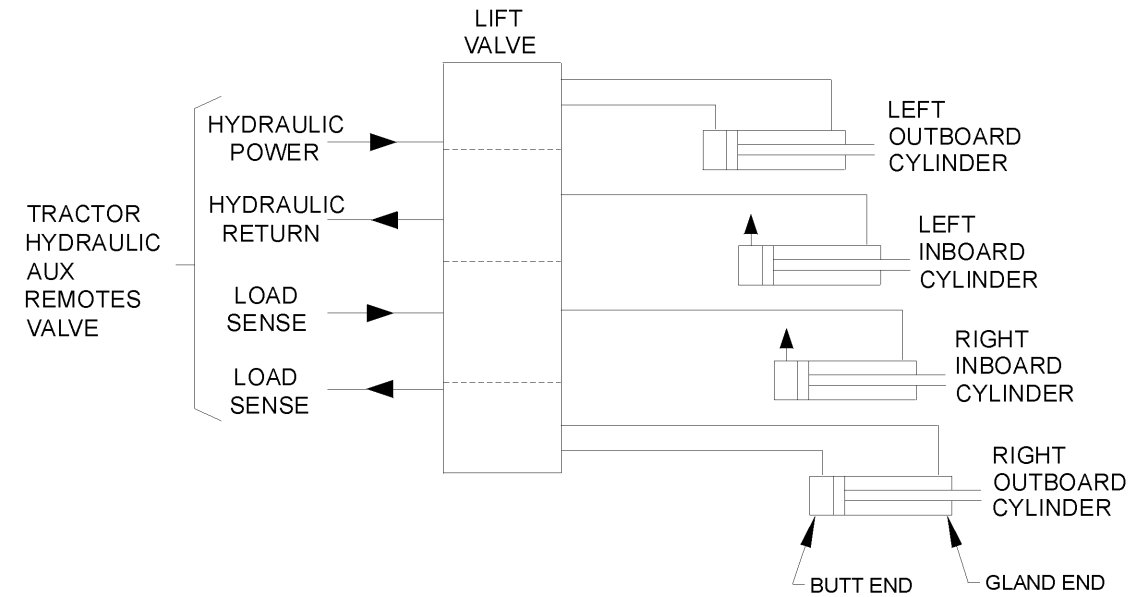 LIFT
VALVE
HYDRAULIC
POWER
HYDRAULIC
RETURN
LOAD
SENSE
LOAD
SENSE
TRACTOR
HYDRAULIC
AUX
REMOTES
VALVE
LEFT
OUTBOARD
CYLINDER
LEFT
INBOARD
CYLINDER
RIGHT
INBOARD
CYLINDER
RIGHT
OUTBOARD
CYLINDER
BUTT END
GLAND END